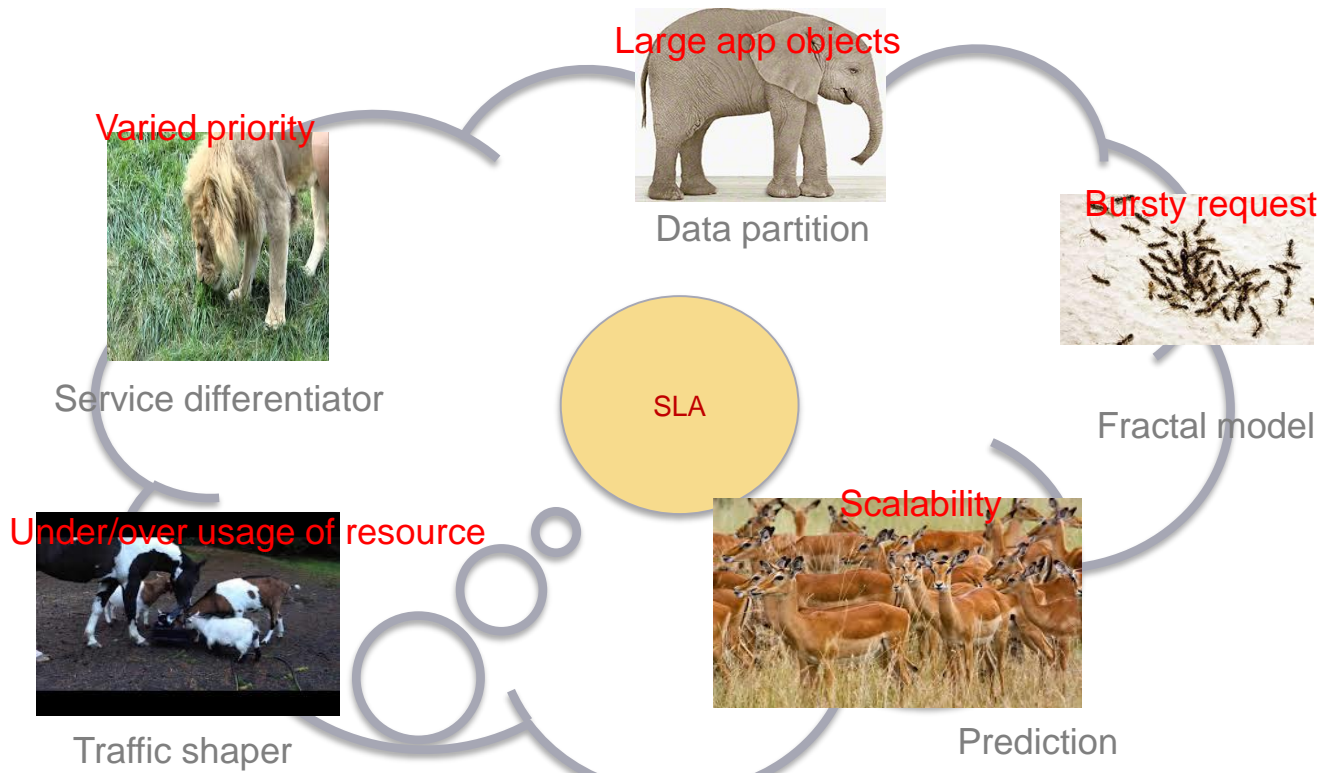 Large app objects
Data partition
Varied priority
Service differentiator
Bursty request
Fractal model
SLA
Under/over usage of resource
Traffic shaper
Scalability
Prediction